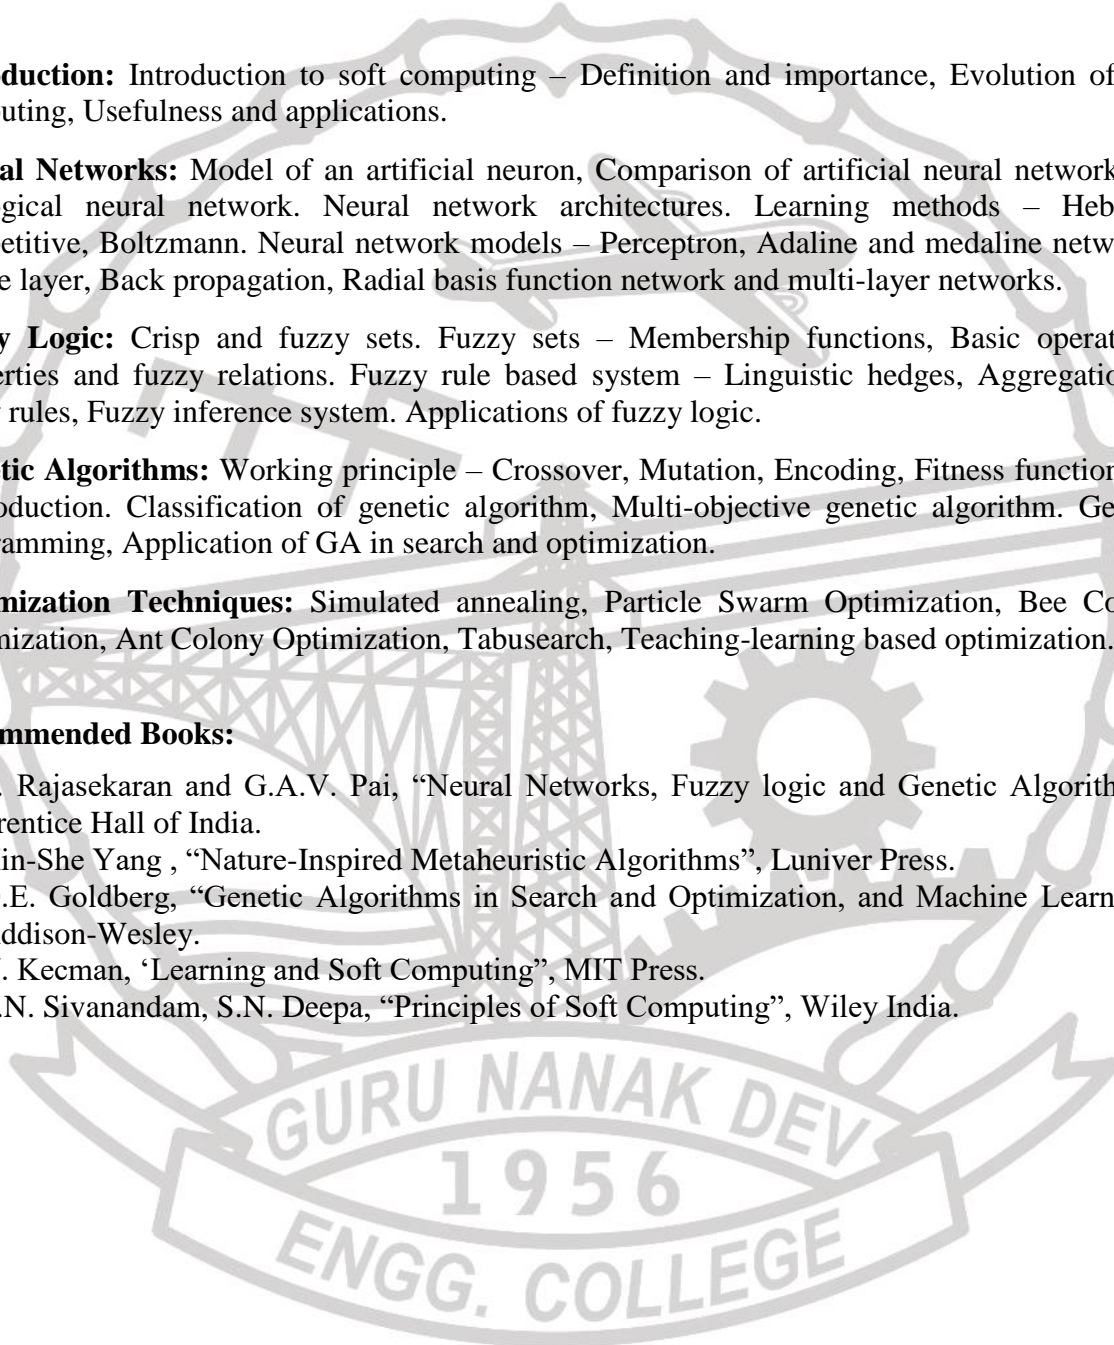 duction: Introduction to soft computing – Definition and importance, Evolution of
uting, Usefulness and applications.
al Networks: Model of an artificial neuron, Comparison of artificial neural network
ogical neural network. Neural network architectures. Learning methods – Heb
etitive, Boltzmann. Neural network models – Perceptron, Adaline and medaline netw
e layer, Back propagation, Radial basis function network and multi-layer networks.
y Logic: Crisp and fuzzy sets. Fuzzy sets – Membership functions, Basic operat
erties and fuzzy relations. Fuzzy rule based system – Linguistic hedges, Aggregatio
rules, Fuzzy inference system. Applications of fuzzy logic.
tic Algorithms: Working principle – Crossover, Mutation, Encoding, Fitness function
oduction. Classification of genetic algorithm, Multi-objective genetic algorithm. Ge
ramming, Application of GA in search and optimization.
mization Techniques: Simulated annealing, Particle Swarm Optimization, Bee Co
mization, Ant Colony Optimization, Tabusearch, Teaching-learning based optimization.
mmended Books:
. Rajasekaran and G.A.V. Pai, “Neural Networks, Fuzzy logic and Genetic Algorith
rentice Hall of India.
in-She Yang , “Nature-Inspired Metaheuristic Algorithms”, Luniver Press.
.E. Goldberg, “Genetic Algorithms in Search and Optimization, and Machine Learn
ddison-Wesley.
. Kecman, ‘Learning and Soft Computing”, MIT Press.
.N. Sivanandam, S.N. Deepa, “Principles of Soft Computing”, Wiley India.
GURU NANAK DEV
1956
ENGG. COLLEGE